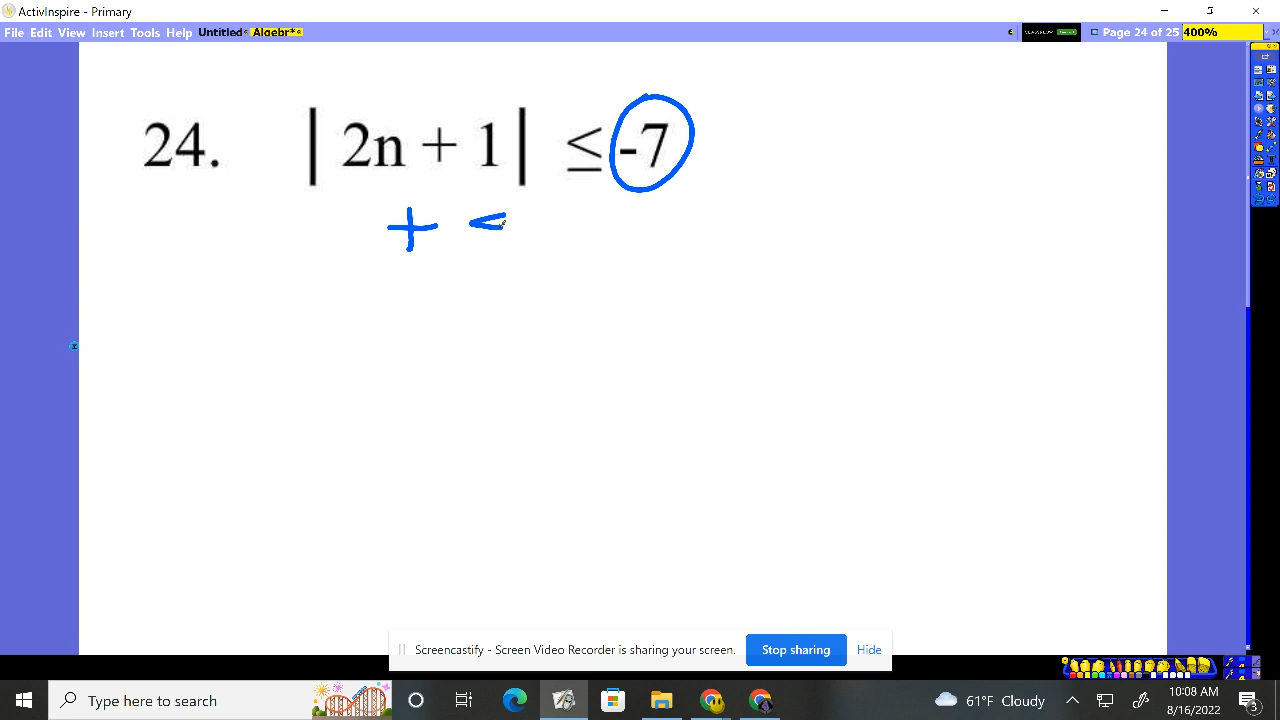 ActivInspire - Primary
File Edit View Insert Tools Help Untitled Algebr* Page 24 of 25 400%
24. | 2n + 1 | ≤ -7
+ <
Screencastify - Screen Video Recorder is sharing your screen. Stop sharing Hide
Type here to search
61°F Cloudy
10:08 AM
8/16/2022
3